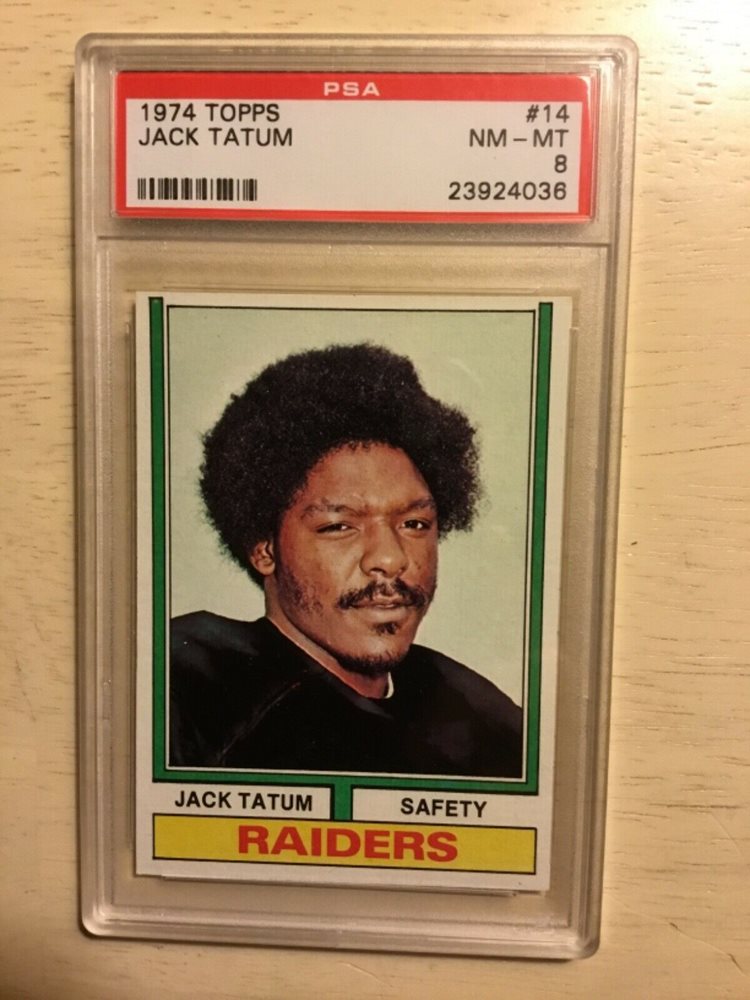 PSA
1974 TOPPS #14
JACK TATUM NM-MT
8
23924036
JACK TATUM SAFETY
RAIDERS